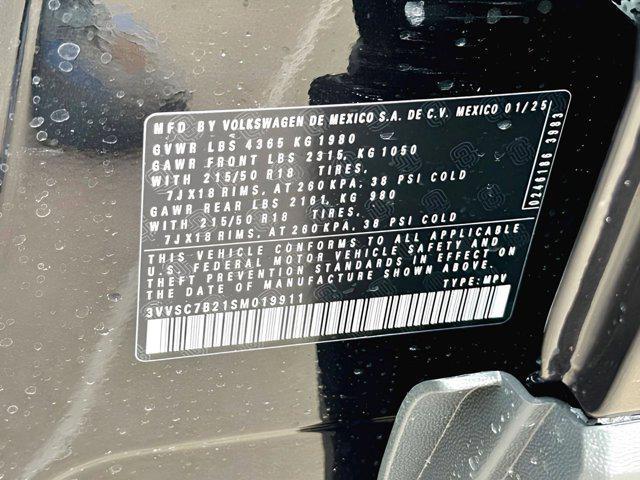 MFD BY VOLKSWAGEN DE MEXICO S.A. DE C.V. MEXICO 01/25
GVWR LBS 4365 KG 1980
GAWR FRONT LBS 2315, KG 1050
WITH 215/50 R18 TIRES,
7JX18 RIMS, AT 260 KPA, 38 PSI COLD
GAWR REAR LBS 2161, KG 980
WITH 215/50 R18 TIRES,
7JX18 RIMS, AT 260 KPA, 38 PSI COLD
THIS VEHICLE CONFORMS TO ALL APPLICABLE
U.S. FEDERAL MOTOR VEHICLE SAFETY AND
THEFT PREVENTION STANDARDS IN EFFECT ON
THE DATE OF MANUFACTURE SHOWN ABOVE.
TYPE: MPV
3VVSC7B21SM019911
0246186 3983